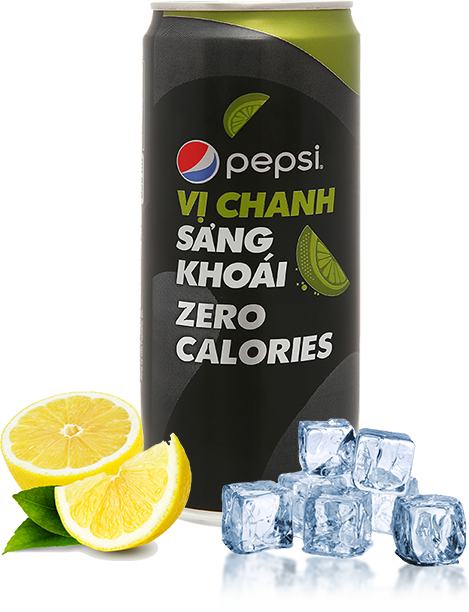 pepsi
VỊ CHANH
SẢNG
KHOÁI
ZERO
CALORIES